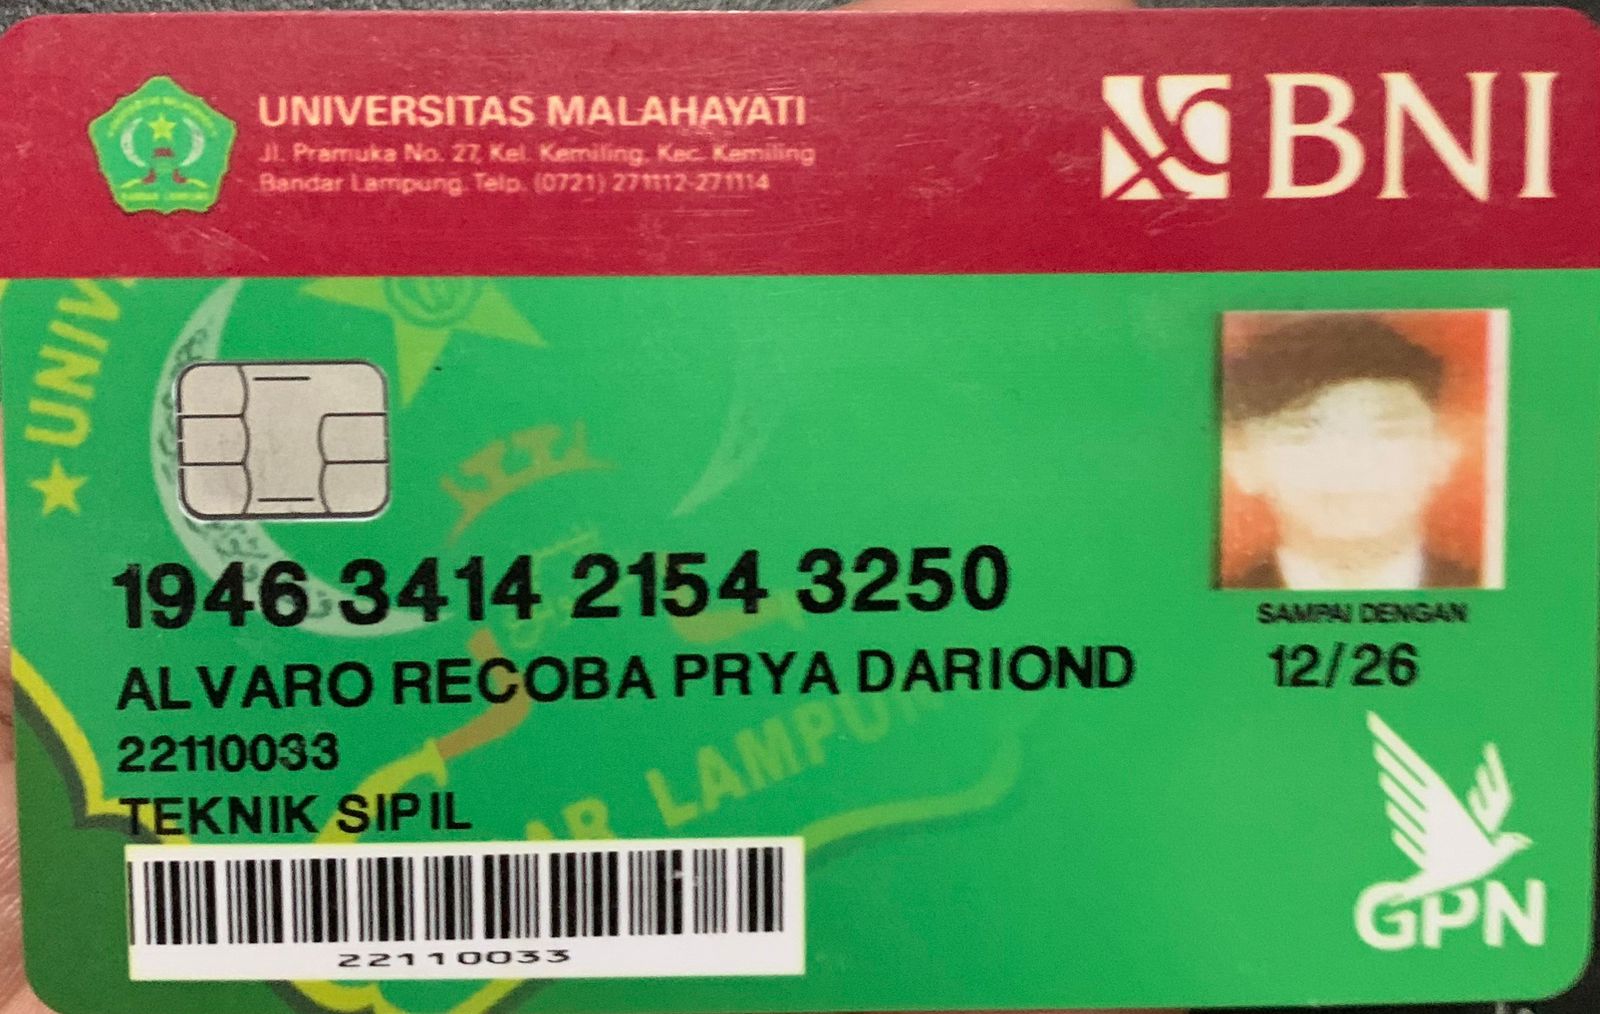 UNIVERSITAS MALAHAYATI
Jl. Pramuka No. 27, Kel. Kemiling, Kec. Kemiling
Bandar Lampung. Telp. (0721) 271112-271114
BNI
UNIV
1946 3414 2154 3250
ALVARO RECOBA PRYA DARIOND
22110033
TEKNIK SIPIL
SAMPAI DENGAN
12/26
AR LAMPUN
GPN
22110033